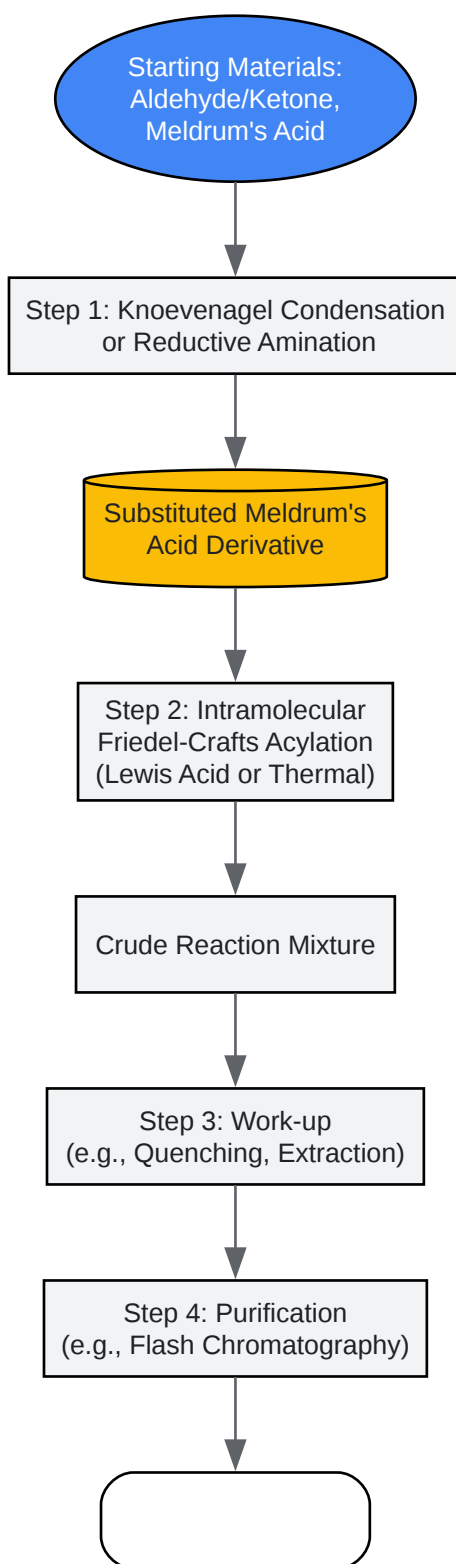 Starting Materials:
Aldehyde/Ketone,
Meldrum's Acid
Step 1: Knoevenagel Condensation
or Reductive Amination
Substituted Meldrum's
Acid Derivative
Step 2: Intramolecular
Friedel-Crafts Acylation
(Lewis Acid or Thermal)
Crude Reaction Mixture
Step 3: Work-up
(e.g., Quenching, Extraction)
Step 4: Purification
(e.g., Flash Chromatography)